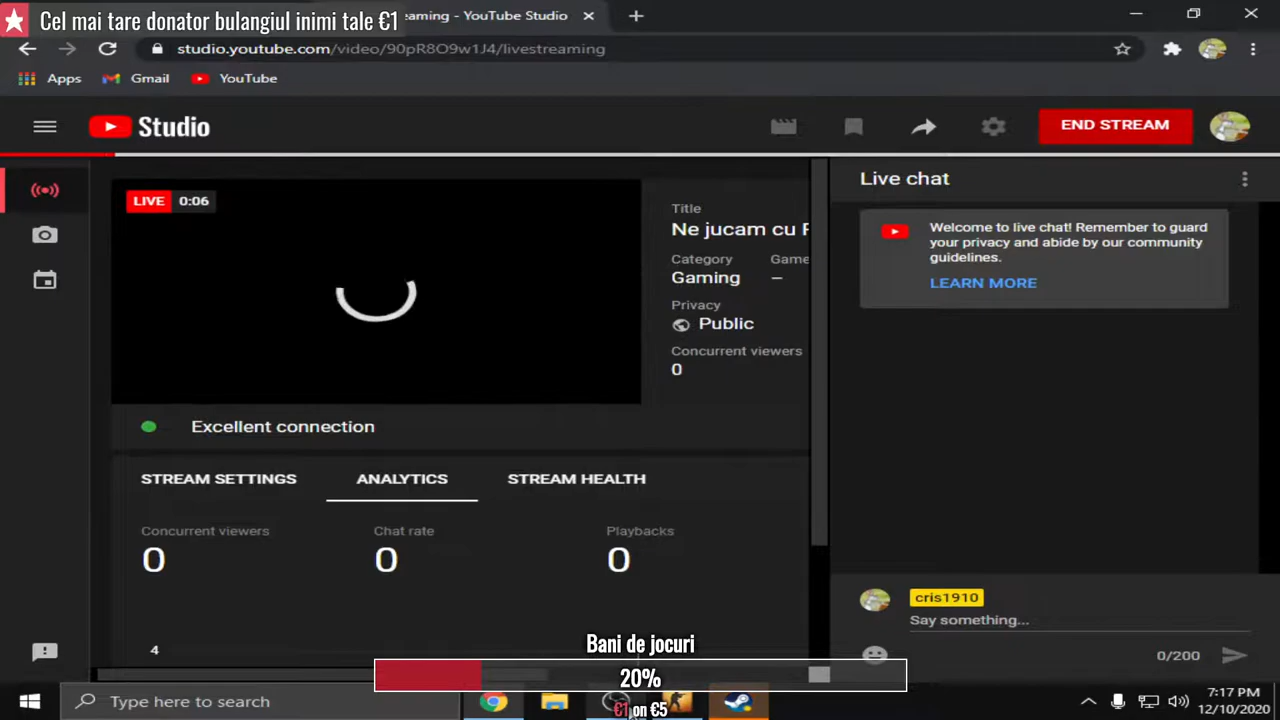 Cel mai tare donator bulangiul inimi tale €1
eaming - YouTube Studio
studio.youtube.com/video/90pR8O9w1J4/livestreaming
Apps Gmail YouTube
Studio
END STREAM
LIVE 0:06
Title
Ne jucam cu
Category Game
Gaming –
Privacy
Public
Concurrent viewers
0
Excellent connection
STREAM SETTINGS ANALYTICS STREAM HEALTH
Concurrent viewers Chat rate Playbacks
0 0 0
4
Live chat
Welcome to live chat! Remember to guard
your privacy and abide by our community
guidelines.
LEARN MORE
cris1910
Say something...
0/200
Bani de jocuri
20%
€1 on €5
Type here to search
7:17 PM
12/10/2020